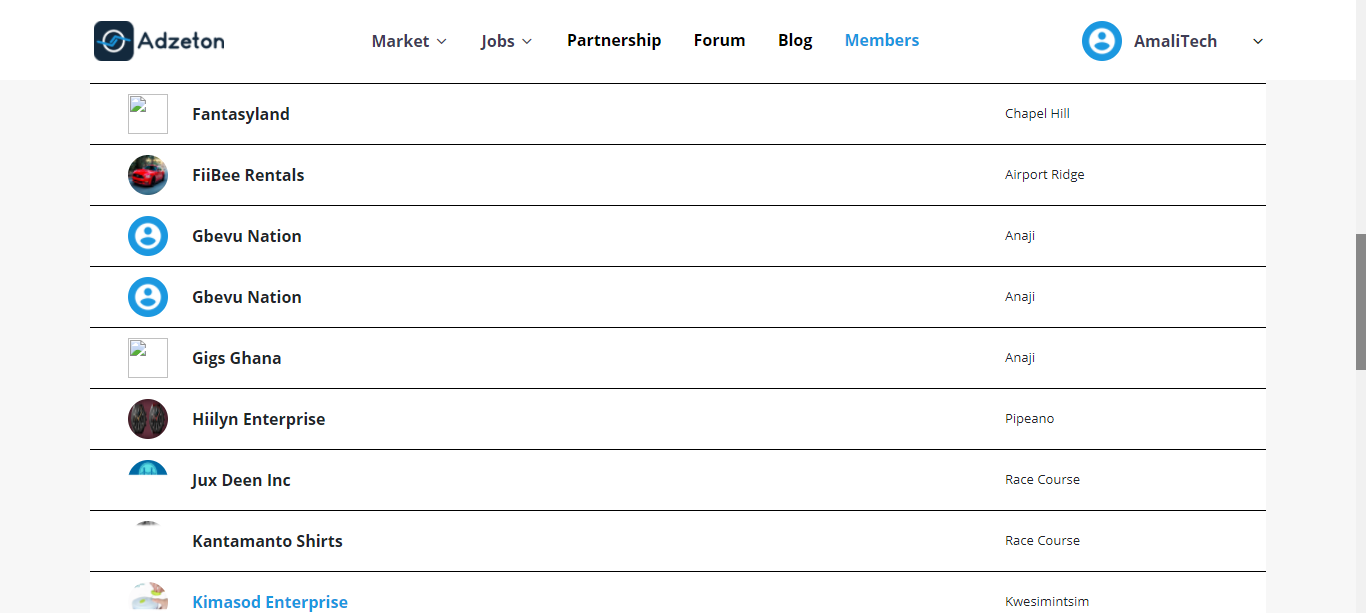 Adzeton Market Jobs Partnership Forum Blog Members AmaliTech
Fantasyland Chapel Hill
FiiBee Rentals Airport Ridge
Gbevu Nation Anaji
Gbevu Nation Anaji
Gigs Ghana Anaji
Hiilyn Enterprise Pipeano
Jux Deen Inc Race Course
Kantamanto Shirts Race Course
Kimasod Enterprise Kwesimintsim